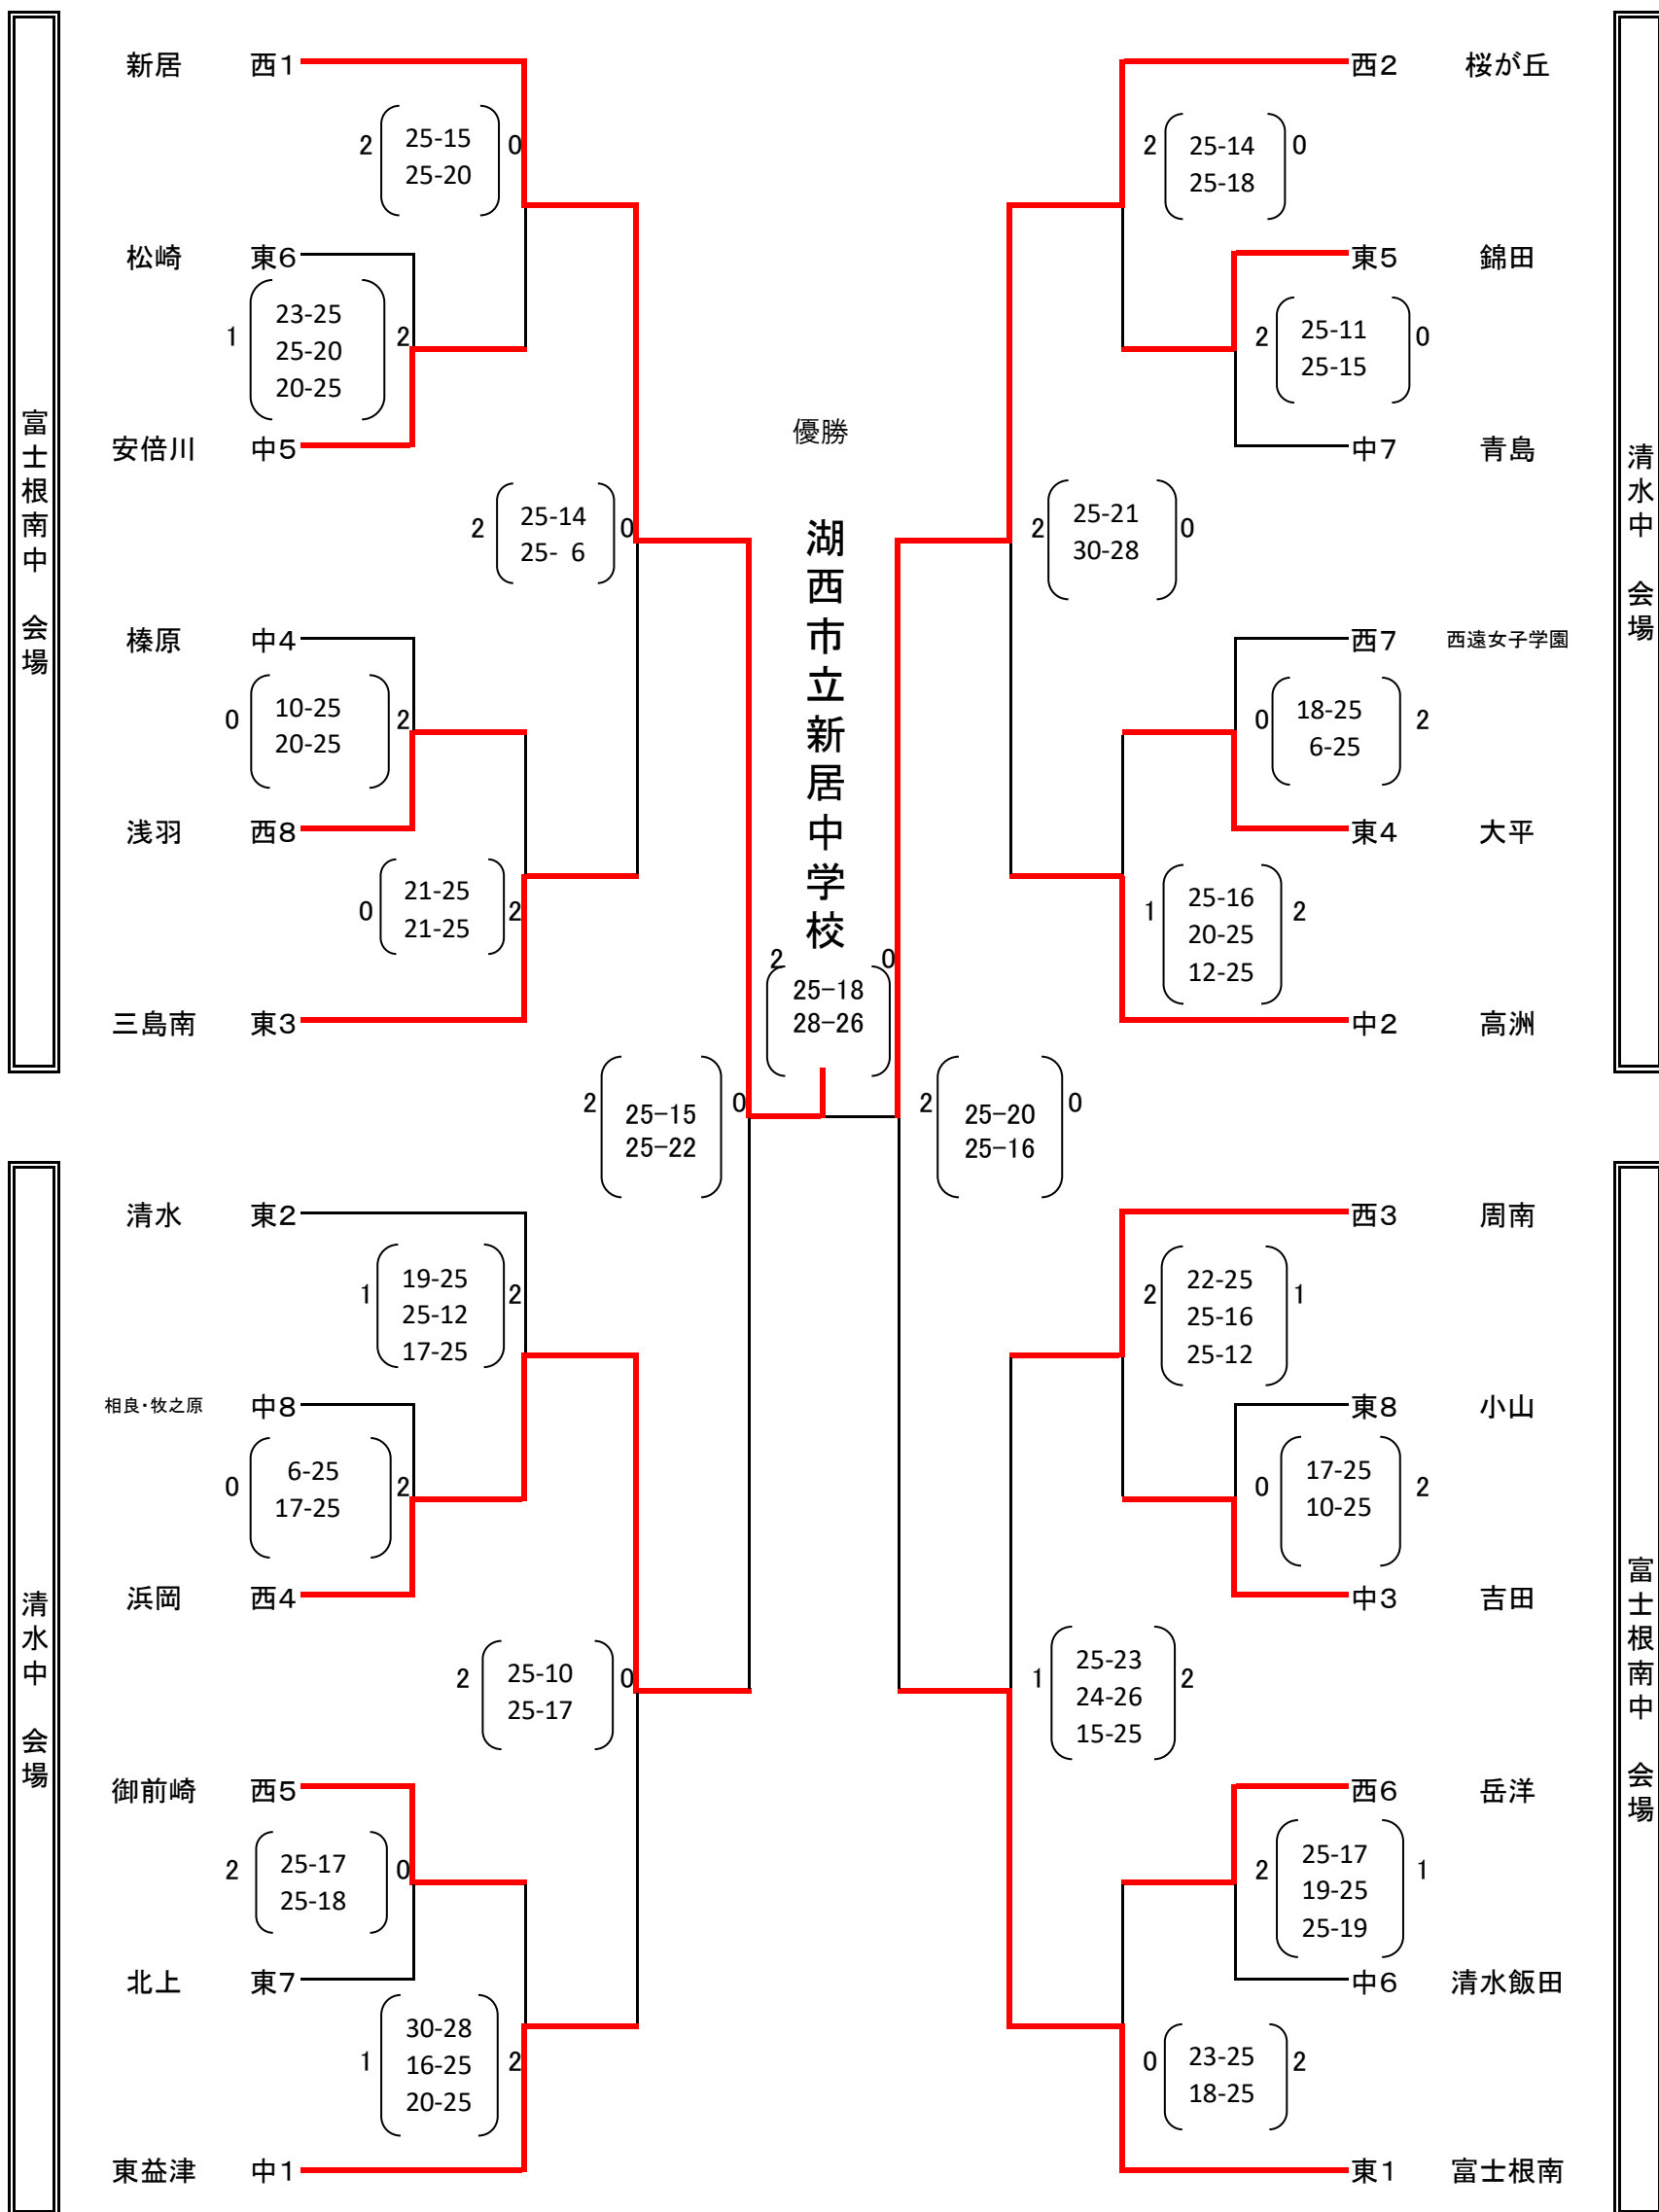 富士根南中　会場
新居 西1
2 25-15 0
25-20
松崎 東6
1 23-25 2
25-20
20-25
安倍川 中5
2 25-14 0
25- 6
榛原 中4
0 10-25 2
20-25
浅羽 西8
0 21-25 2
21-25
三島南 東3
2 25-15 0
25-22
清水中　会場
清水 東2
1 19-25 2
25-12
17-25
相良・牧之原 中8
0 6-25 2
17-25
浜岡 西4
2 25-10 0
25-17
御前崎 西5
2 25-17 0
25-18
北上 東7
1 30-28 2
16-25
20-25
東益津 中1
優勝
湖西市立新居中学校
2 0
25-18
28-26
清水中　会場
西2 桜が丘
2 25-14 0
25-18
東5 錦田
2 25-11 0
25-15
中7 青島
2 25-21 0
30-28
西7 西遠女子学園
0 18-25 2
6-25
東4 大平
1 25-16 2
20-25
12-25
中2 高洲
2 25-20 0
25-16
富士根南中　会場
西3 周南
2 22-25 1
25-16
25-12
東8 小山
0 17-25 2
10-25
中3 吉田
1 25-23 2
24-26
15-25
西6 岳洋
2 25-17 1
19-25
25-19
中6 清水飯田
0 23-25 2
18-25
東1 富士根南